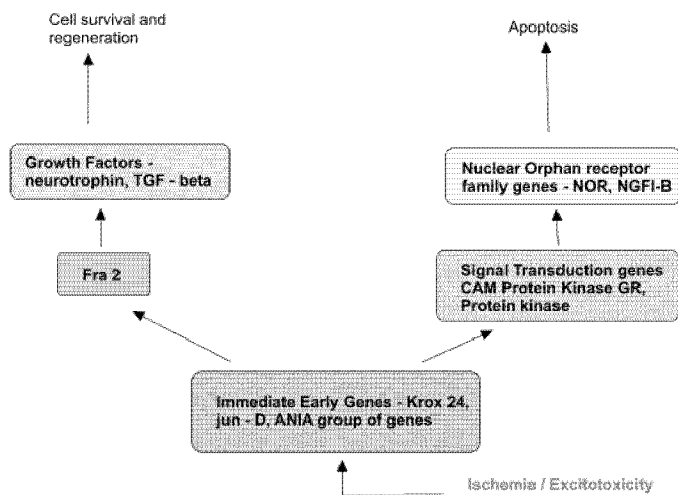 Cell survival and
regeneration
Apoptosis
Growth Factors -
neurotrophin, TGF - beta
Nuclear Orphan receptor
family genes - NOR, NGFI-B
Fra 2
Signal Transduction genes
CAM Protein Kinase GR,
Protein kinase
Immediate Early Genes - Krox 24,
jun - D, ANIA group of genes
Ischemia / Excitotoxicity